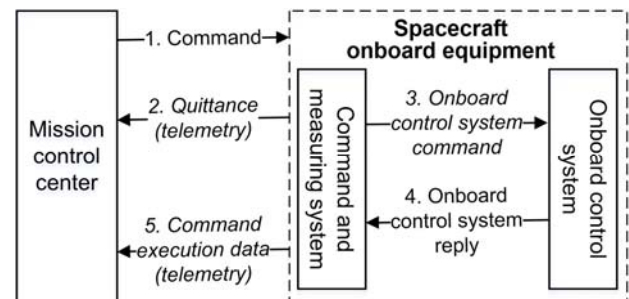 Spacecraft
onboard equipment
Mission
control
center
1. Command
2. Quittance
(telemetry)
5. Command
execution data
(telemetry)
Command and
measuring system
3. Onboard
control system
command
4. Onboard
control system
reply
Onboard control
system